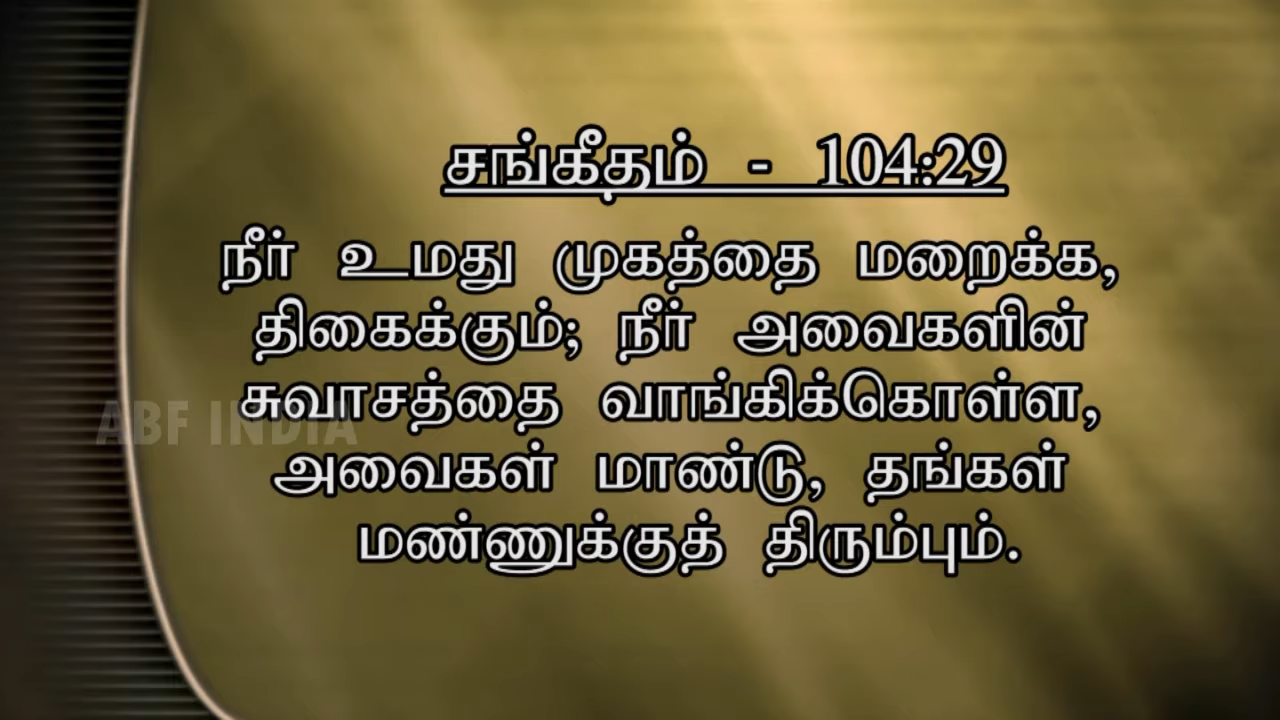 சங்கீதம் - 104:29
நீர் உமது முகத்தை மறைக்க,
திகைக்கும்; நீர் அவைகளின்
சுவாசத்தை வாங்கிக்கொள்ள,
ABF INDIA
அவைகள் மாண்டு, தங்கள்
மண்ணுக்குத் திரும்பும்.